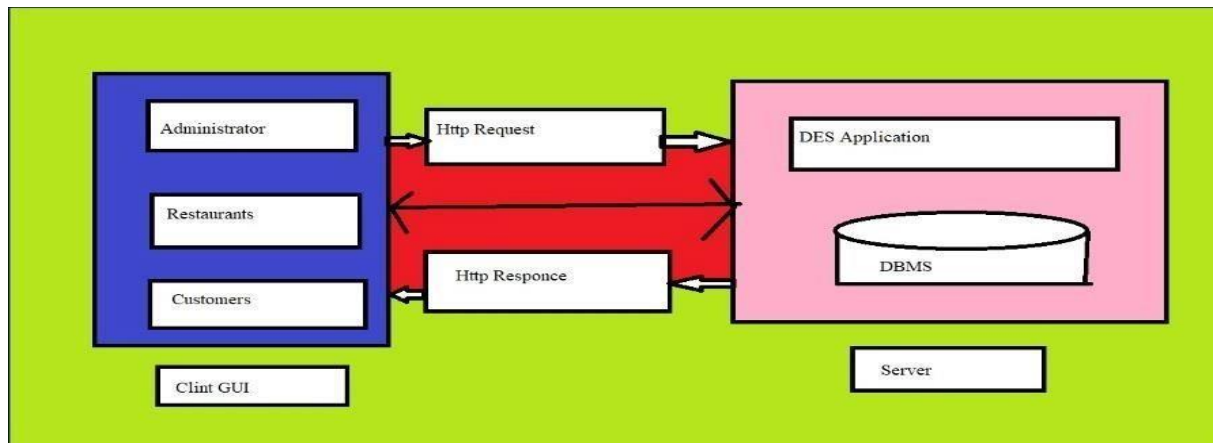 Administrator
Http Request
DES Application
Restaurants
Http Responce
DBMS
Customers
Clint GUI
Server